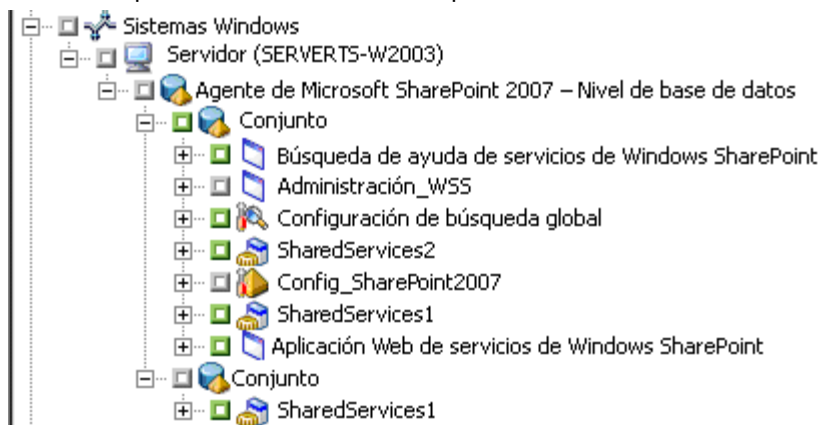 Sistemas Windows
Servidor (SERVERTS-W2003)
Agente de Microsoft SharePoint 2007 – Nivel de base de datos
Conjunto
Búsqueda de ayuda de servicios de Windows SharePoint
Administración_WSS
Configuración de búsqueda global
SharedServices2
Config_SharePoint2007
SharedServices1
Aplicación Web de servicios de Windows SharePoint
Conjunto
SharedServices1